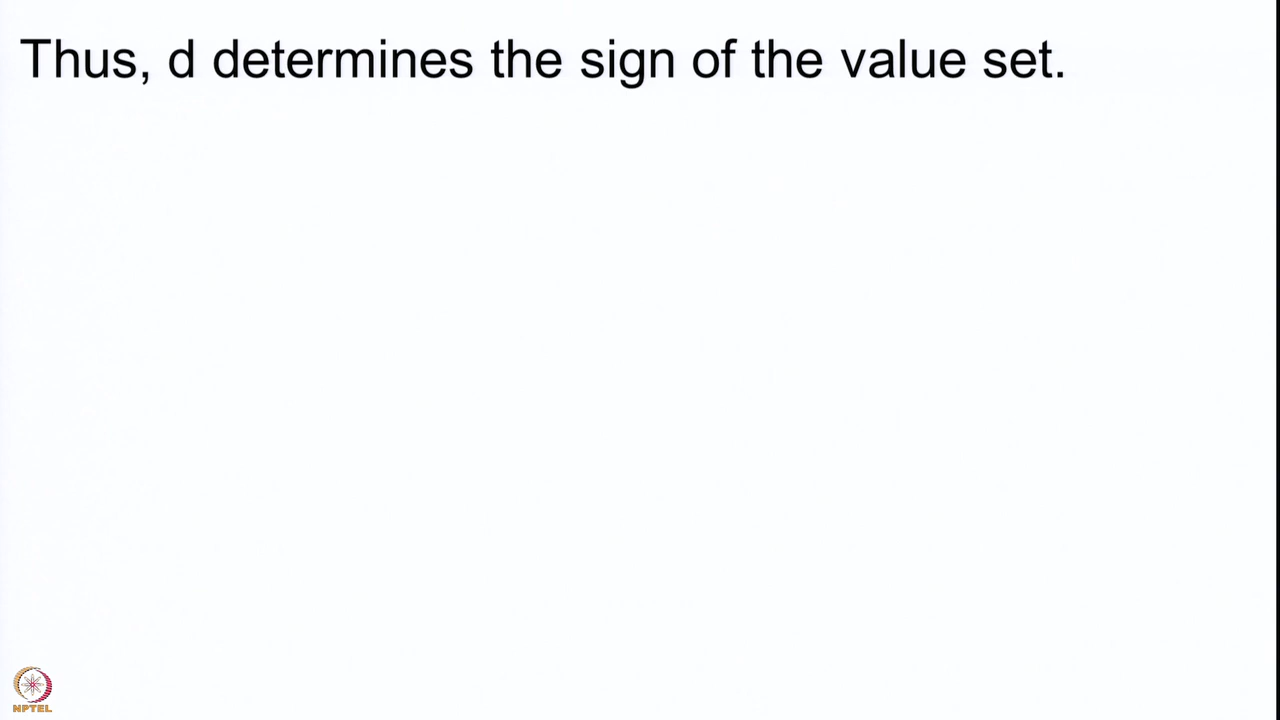 Thus, d determines the sign of the value set.
NPTEL